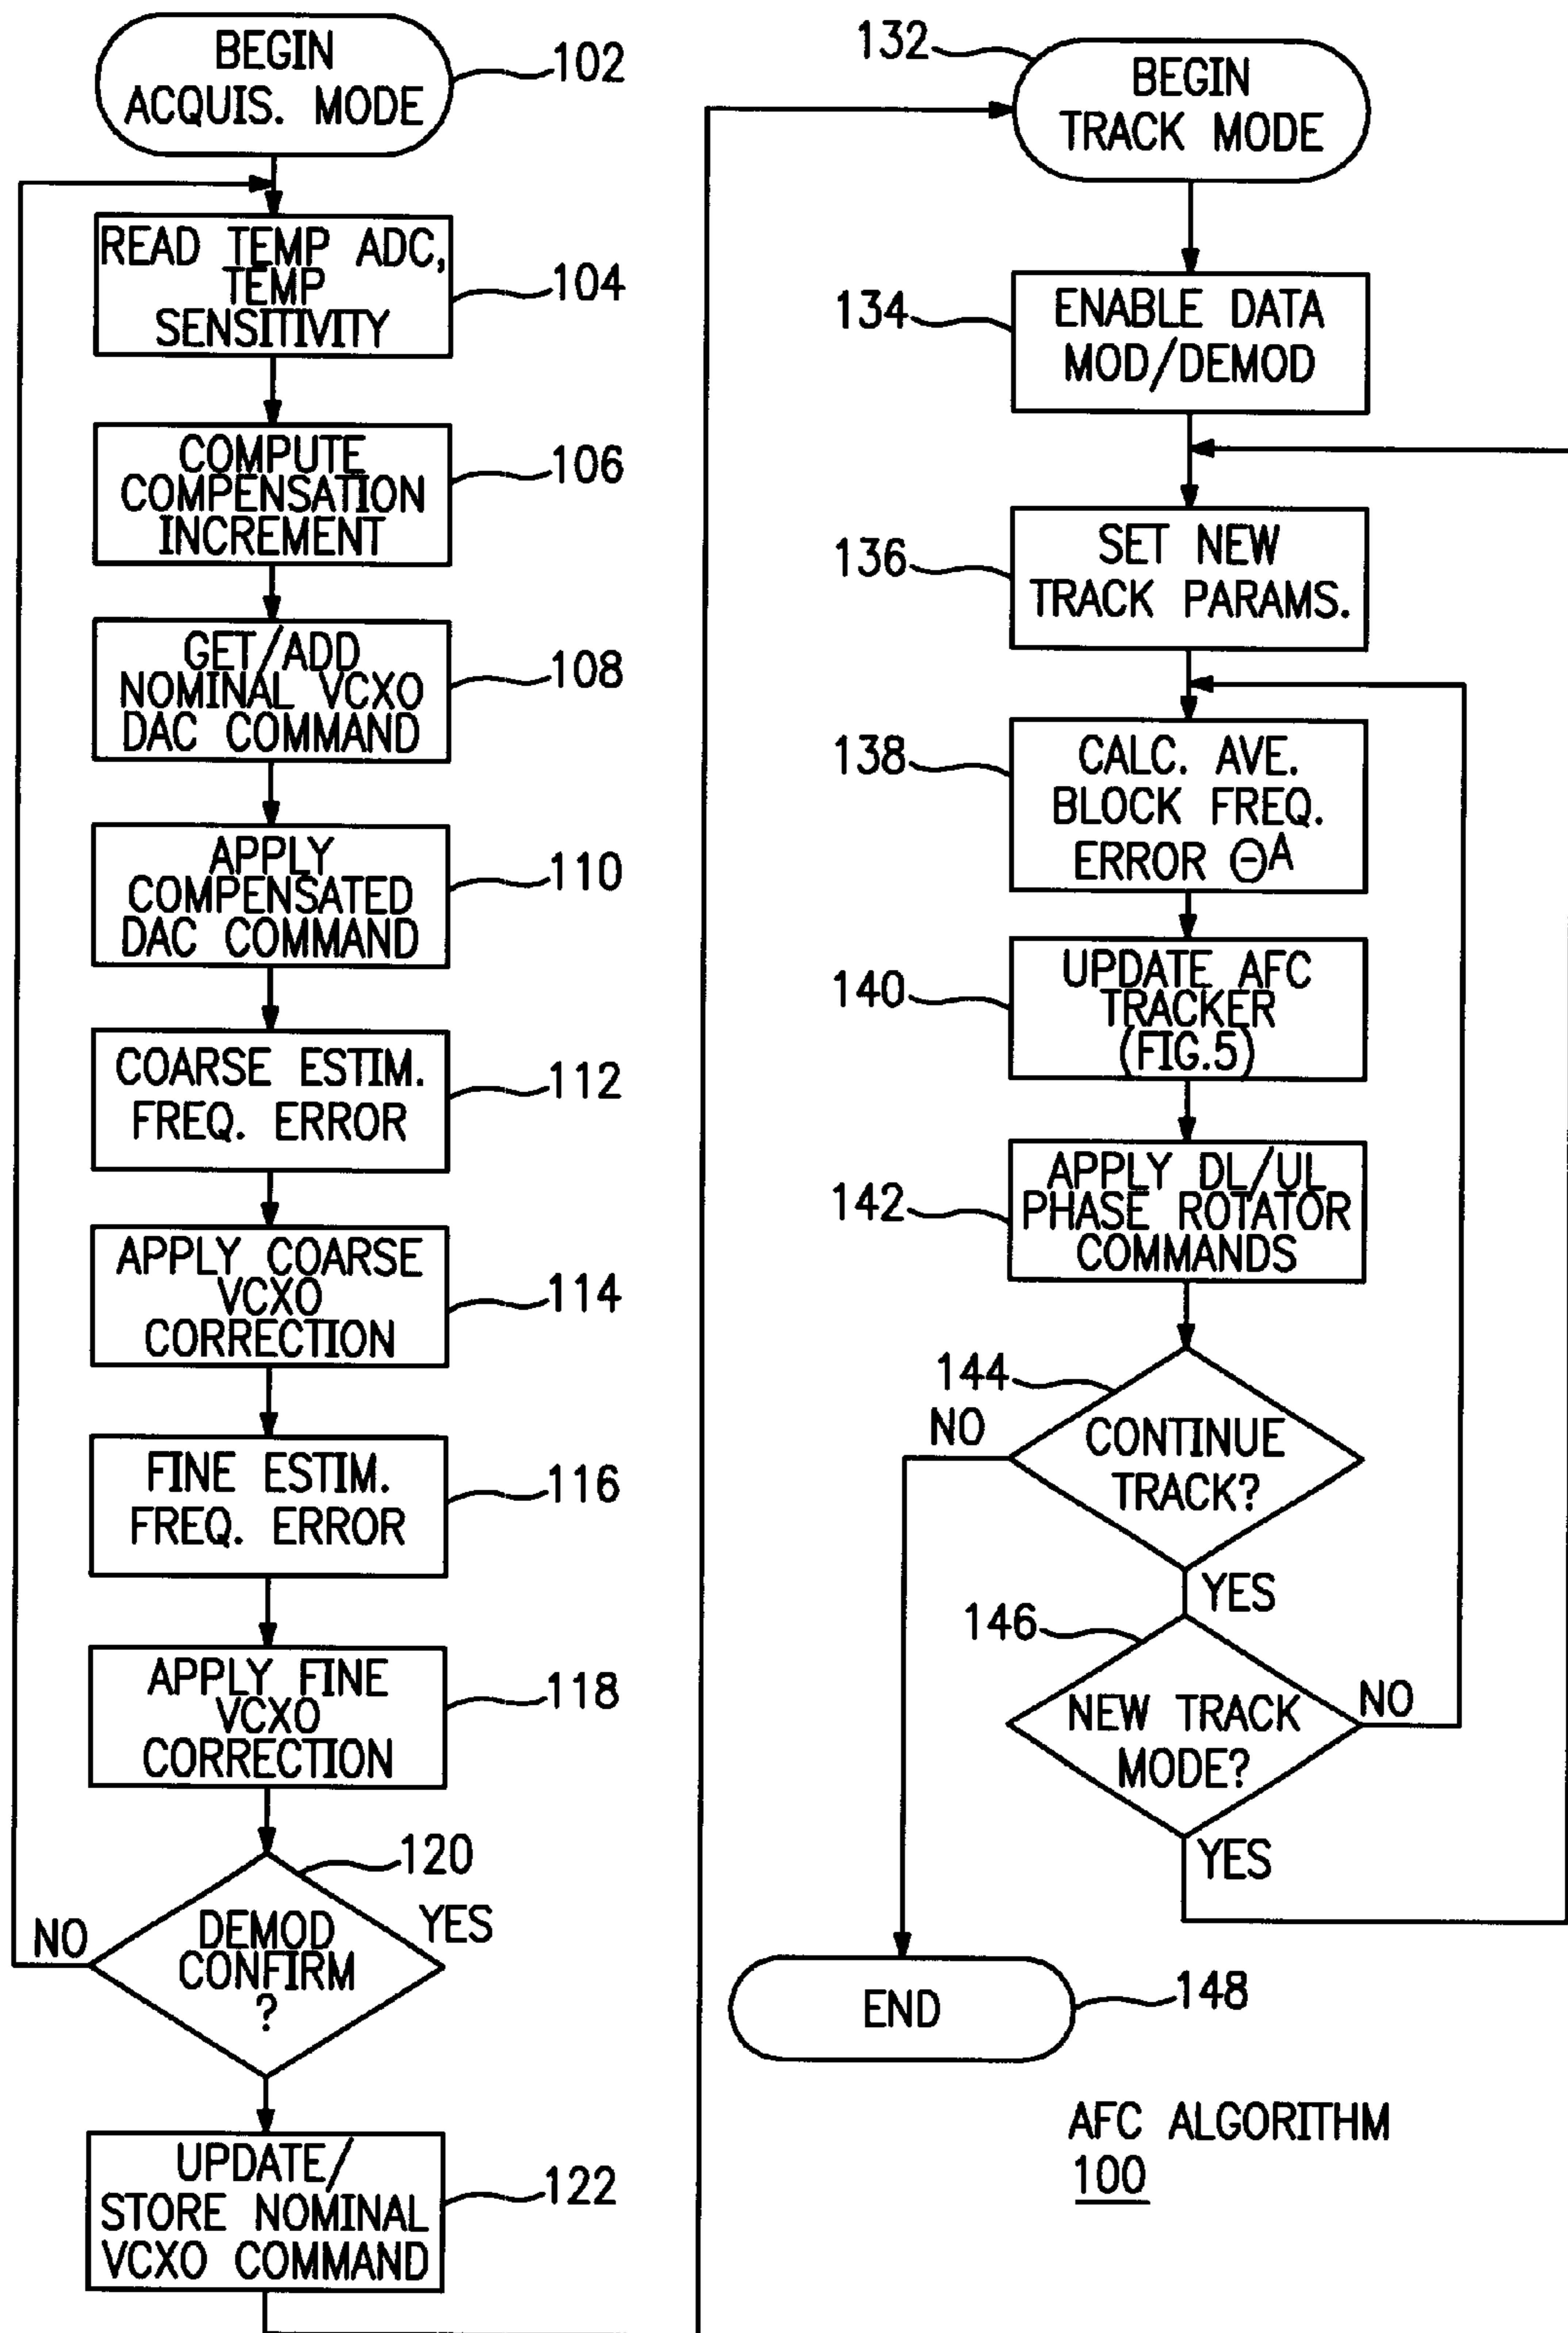 BEGIN
ACQUIS. MODE
102
READ TEMP ADC,
TEMP
SENSITIVITY
104
COMPUTE
COMPENSATION
INCREMENT
106
GET/ADD
NOMINAL VCXO
DAC COMMAND
108
APPLY
COMPENSATED
DAC COMMAND
110
COARSE ESTIM.
FREQ. ERROR
112
APPLY COARSE
VCXO
CORRECTION
114
FINE ESTIM.
FREQ. ERROR
116
APPLY FINE
VCXO
CORRECTION
118
120
DEMOD
CONFIRM
?
NO
YES
UPDATE/
STORE NOMINAL
VCXO COMMAND
122
132
BEGIN
TRACK MODE
134
ENABLE DATA
MOD/DEMOD
136
SET NEW
TRACK PARAMS.
138
CALC. AVE.
BLOCK FREQ.
ERROR ΘA
140
UPDATE AFC
TRACKER
(FIG.5)
142
APPLY DL/UL
PHASE ROTATOR
COMMANDS
144
NO
CONTINUE
TRACK?
YES
146
NEW TRACK
MODE?
NO
YES
END
148
AFC ALGORITHM
100